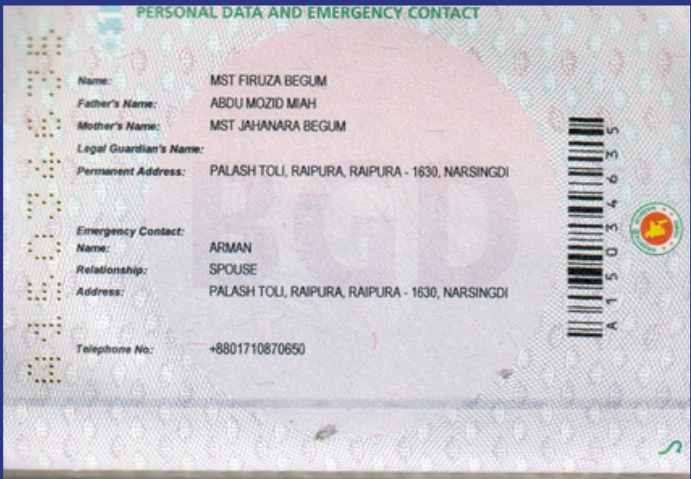 PERSONAL DATA AND EMERGENCY CONTACT
Name: MST FIRUZA BEGUM
Father's Name: ABDU MOZID MIAH
Mother's Name: MST JAHANARA BEGUM
Legal Guardian's Name:
Permanent Address: PALASH TOLI, RAIPURA, RAIPURA - 1630, NARSINGDI
Emergency Contact:
Name: ARMAN
Relationship: SPOUSE
Address: PALASH TOLI, RAIPURA, RAIPURA - 1630, NARSINGDI
Telephone No: +8801710870650
BGD
A15034635